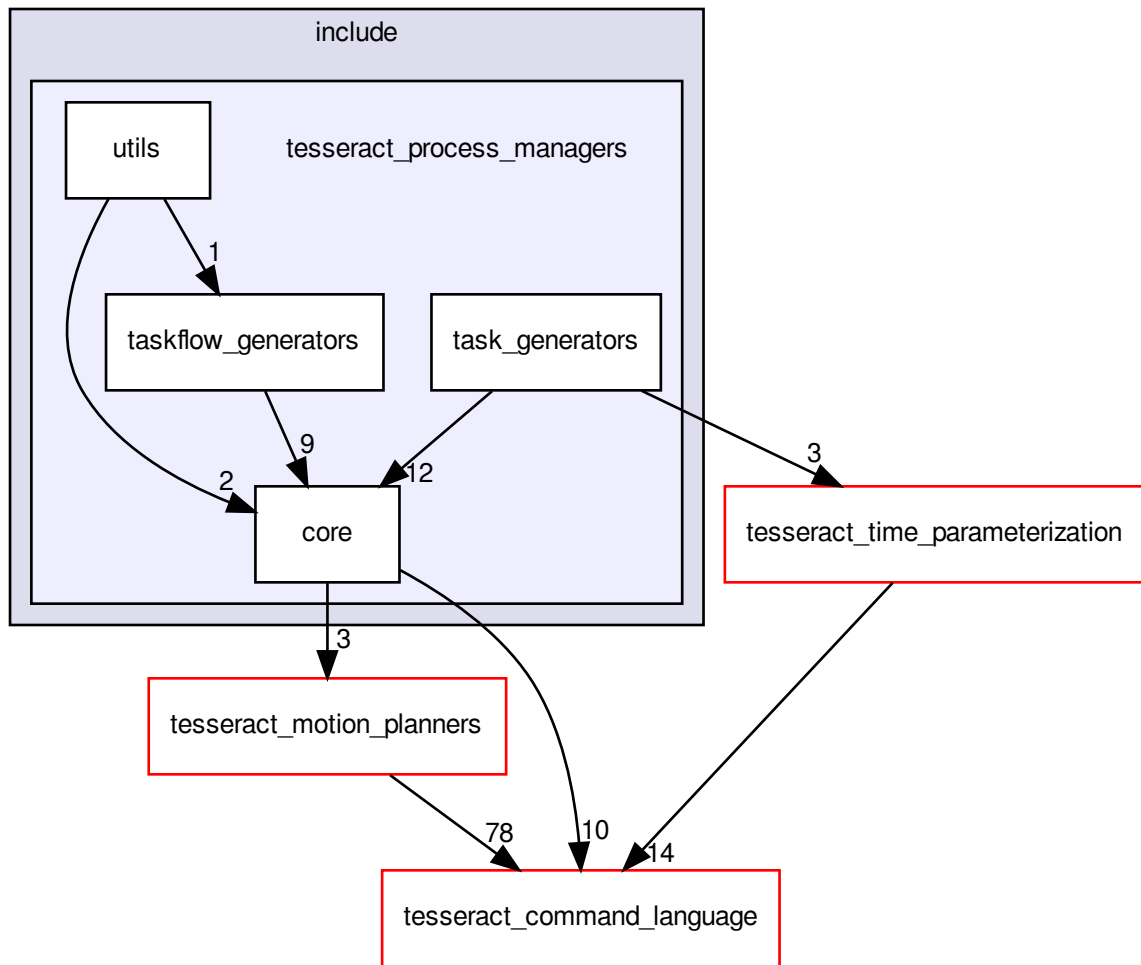 include
utils
tesseract_process_managers
1
taskflow_generators
task_generators
9
12
3
2
core
tesseract_time_parameterization
3
tesseract_motion_planners
78
10
14
tesseract_command_language